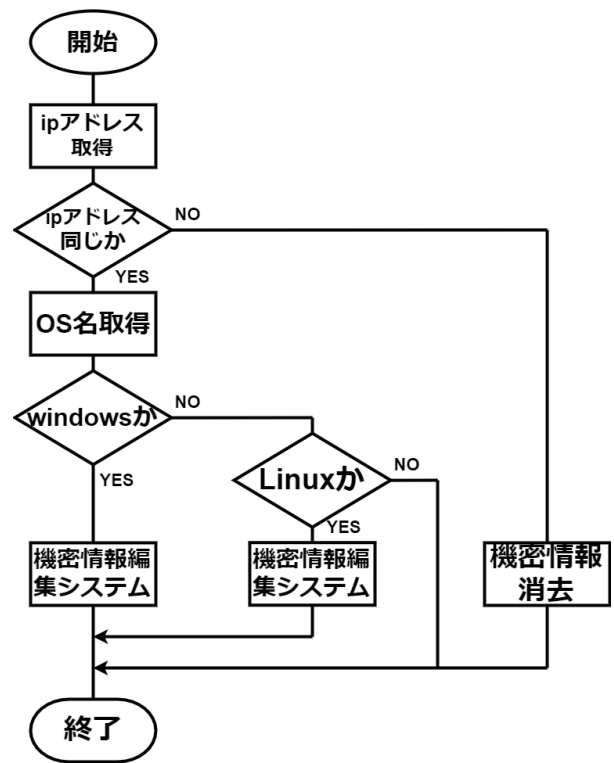 開始
ipアドレス
取得
ipアドレス
同じか
NO
YES
OS名取得
windowsか
NO
YES
Linuxか
NO
YES
機密情報編
集システム
機密情報編
集システム
機密情報
消去
終了